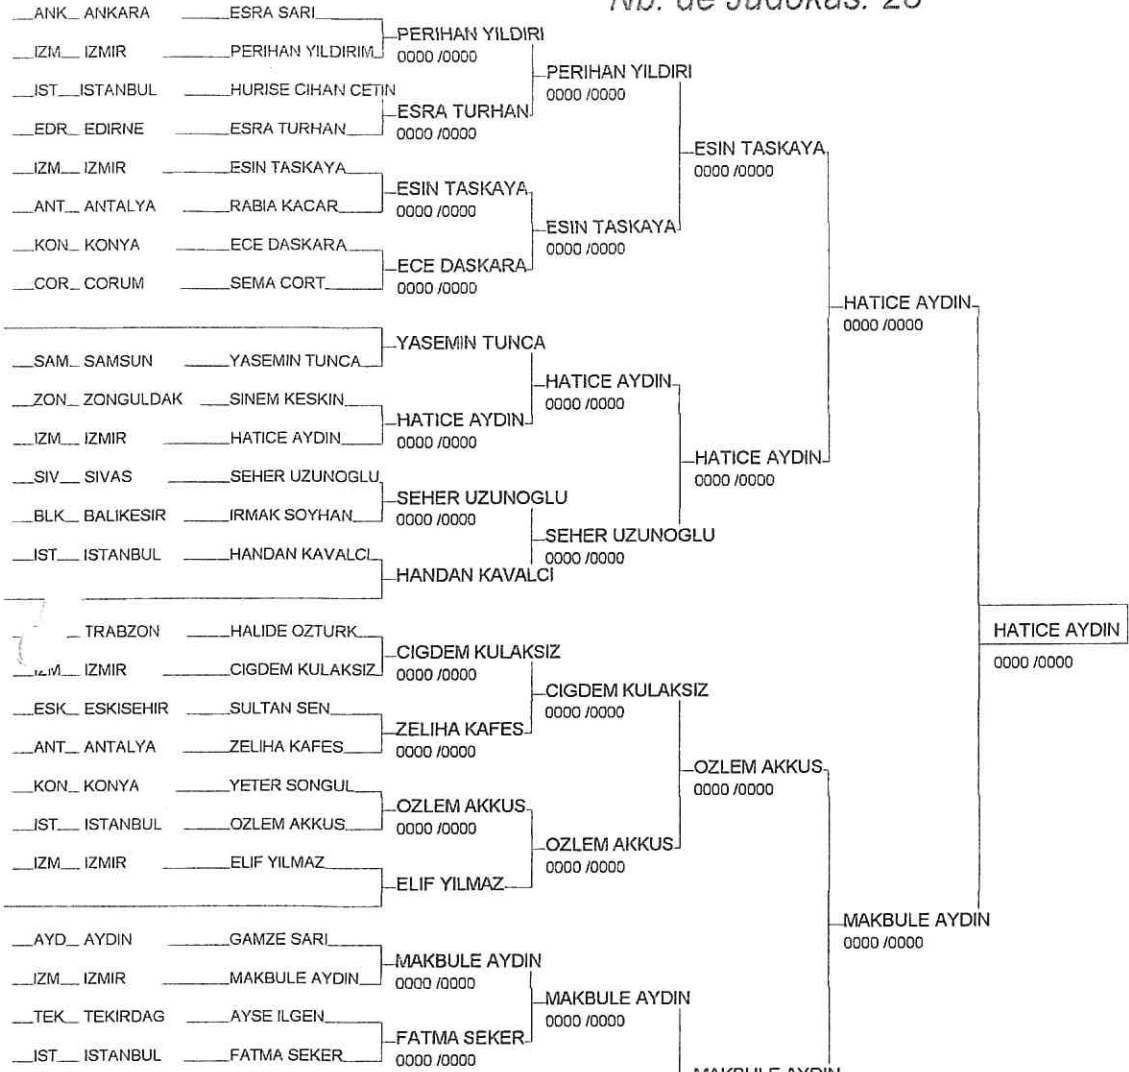 Nb. de Judokas: 28
ANK ANKARA ESRA SARI
PERIHAN YILDIRI
IZM IZMIR PERIHAN YILDIRIM
0000 /0000
PERIHAN YILDIRI
0000 /0000
IST ISTANBUL HURISE CIHAN CETIN
ESRA TURHAN
EDR EDIRNE ESRA TURHAN
0000 /0000
ESIN TASKAYA
0000 /0000
IZM IZMIR ESIN TASKAYA
ESIN TASKAYA
ANT ANTALYA RABIA KACAR
0000 /0000
ESIN TASKAYA
0000 /0000
KON KONYA ECE DASKARA
ECE DASKARA
COR CORUM SEMA CORT
0000 /0000
HATICE AYDIN
0000 /0000
YASEMIN TUNCA
SAM SAMSUN YASEMIN TUNCA
HATICE AYDIN
0000 /0000
ZON ZONGULDAK SINEM KESKIN
HATICE AYDIN
IZM IZMIR HATICE AYDIN
0000 /0000
HATICE AYDIN
0000 /0000
SIV SIVAS SEHER UZUNOGLU
SEHER UZUNOGLU
BLK BALIKESIR IRMAK SOYHAN
0000 /0000
SEHER UZUNOGLU
0000 /0000
IST ISTANBUL HANDAN KAVALCI
HANDAN KAVALCI
HATICE AYDIN
0000 /0000
TRABZON HALIDE OZTURK
CIGDEM KULAKSIZ
IZM IZMIR CIGDEM KULAKSIZ
0000 /0000
CIGDEM KULAKSIZ
0000 /0000
ESK ESKISEHIR SULTAN SEN
ZELIHA KAFES
ANT ANTALYA ZELIHA KAFES
0000 /0000
OZLEM AKKUS
0000 /0000
KON KONYA YETER SONGUL
OZLEM AKKUS
IST ISTANBUL OZLEM AKKUS
0000 /0000
OZLEM AKKUS
0000 /0000
IZM IZMIR ELIF YILMAZ
ELIF YILMAZ
MAKBULE AYDIN
0000 /0000
AYD AYDIN GAMZE SARI
MAKBULE AYDIN
IZM IZMIR MAKBULE AYDIN
0000 /0000
MAKBULE AYDIN
0000 /0000
TEK TEKIRDAG AYSE ILGEN
FATMA SEKER
IST ISTANBUL FATMA SEKER
0000 /0000
MAKBULE AYDIN